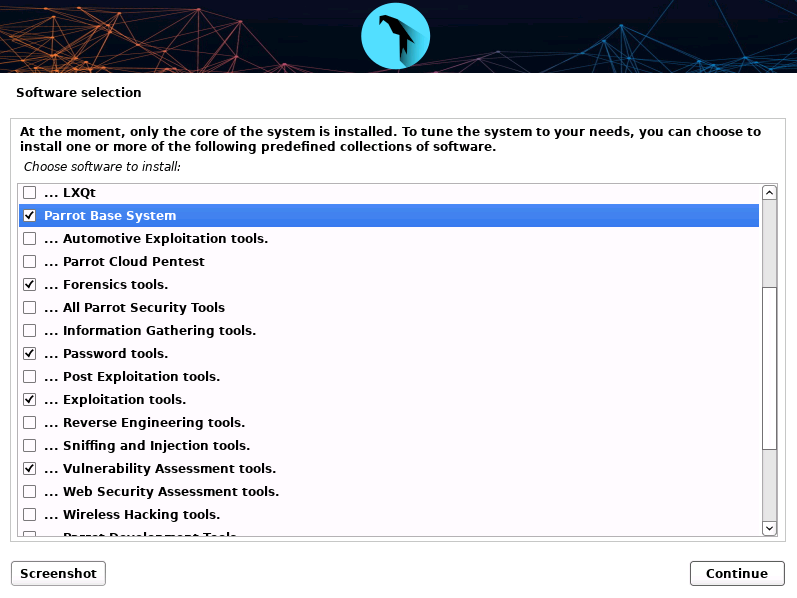 Software selection
At the moment, only the core of the system is installed. To tune the system to your needs, you can choose to
install one or more of the following predefined collections of software.
Choose software to install:
... LXQt
Parrot Base System
... Automotive Exploitation tools.
... Parrot Cloud Pentest
... Forensics tools.
... All Parrot Security Tools
... Information Gathering tools.
... Password tools.
... Post Exploitation tools.
... Exploitation tools.
... Reverse Engineering tools.
... Sniffing and Injection tools.
... Vulnerability Assessment tools.
... Web Security Assessment tools.
... Wireless Hacking tools.
... Parrot Development Tools
Screenshot
Continue